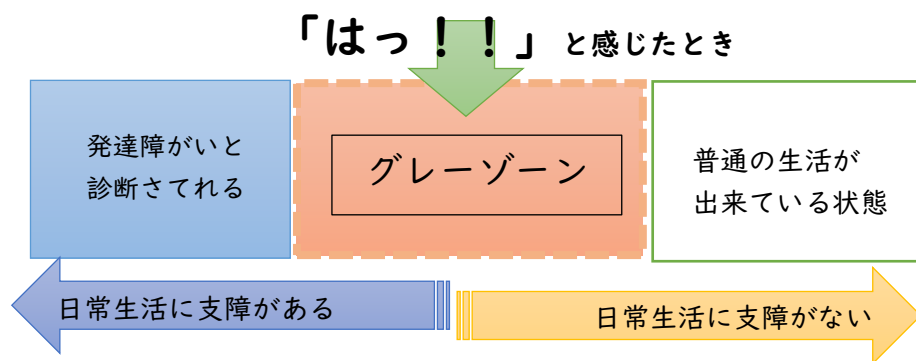 「はっ！！」と感じたとき
発達障がいと
診断さてれる
グレーゾーン
普通の生活が
出来ている状態
日常生活に支障がある
日常生活に支障がない